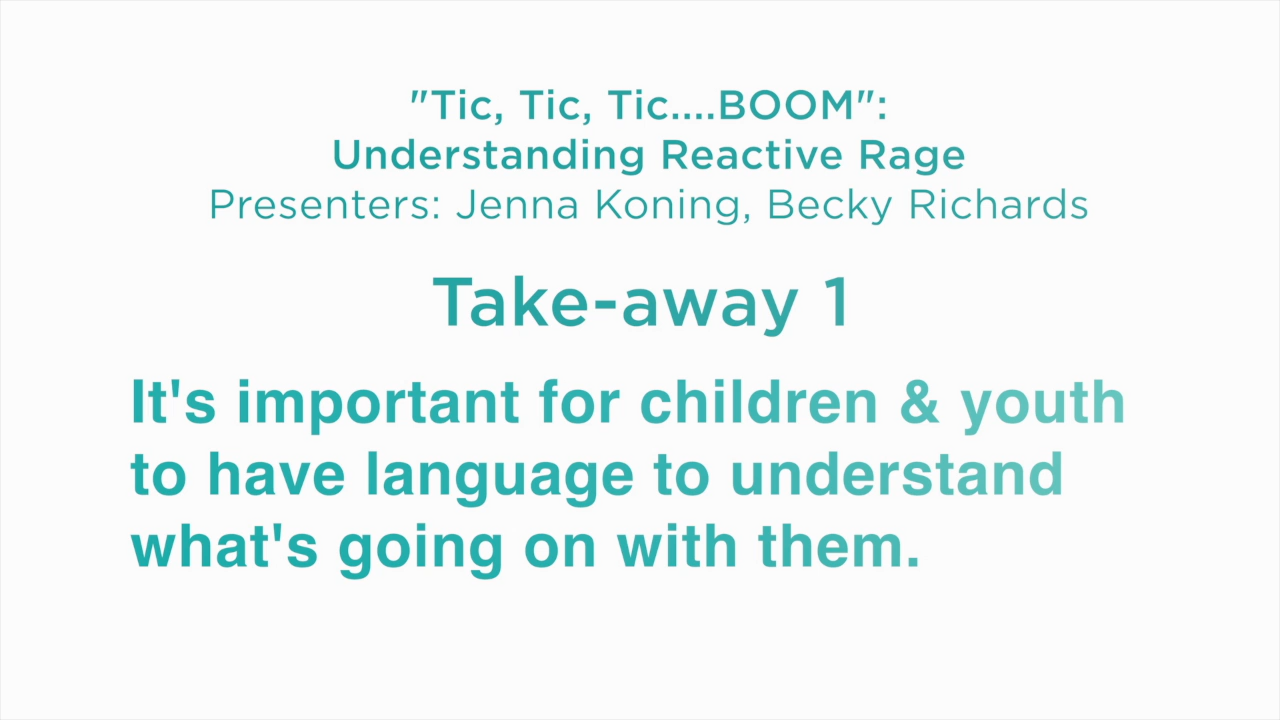 "Tic, Tic, Tic....BOOM":
Understanding Reactive Rage
Presenters: Jenna Koning, Becky Richards
Take-away 1
It's important for children & youth
to have language to understand
what's going on with them.